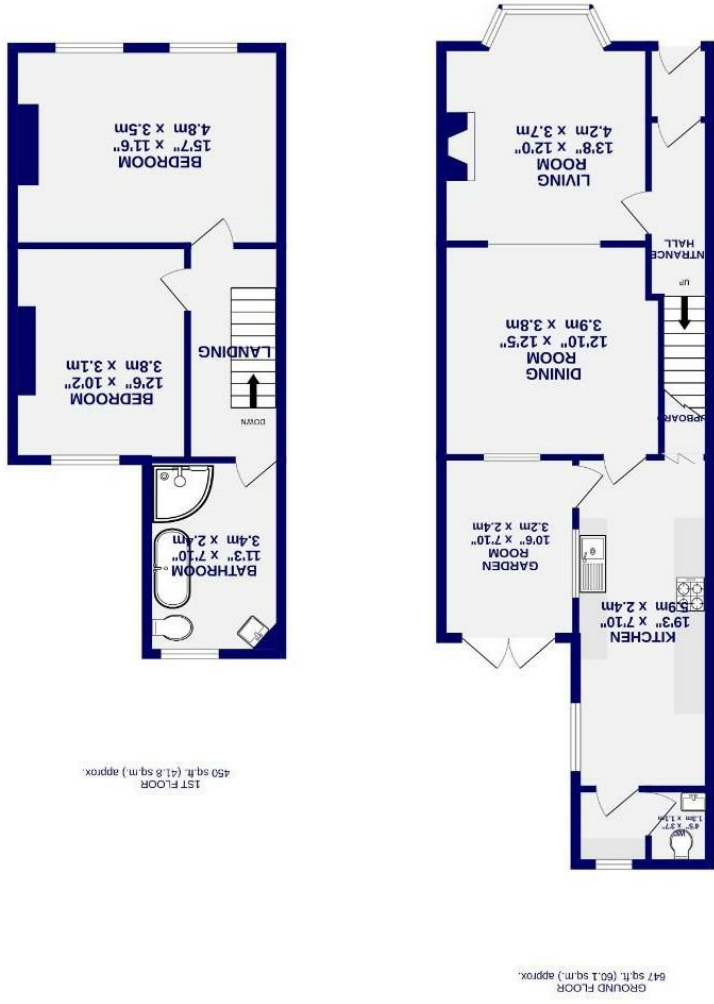 GROUND FLOOR
647 sq.ft. (60.1 sq.m.) approx.
4'5" x 3'7"
1.3m x 1.1m
KITCHEN
19'3" x 7'10"
5.9m x 2.4m
GARDEN
ROOM
10'6" x 7'10"
3.2m x 2.4m
UPBOAR
DINING
ROOM
12'10" x 12'5"
3.9m x 3.8m
UP
NTRANCE
HALL
LIVING
ROOM
13'8" x 12'0"
4.2m x 3.7m
1ST FLOOR
450 sq.ft. (41.8 sq.m.) approx.
BATHROOM
11'3" x 7'10"
3.4m x 2.4m
DOWN
LANDING
BEDROOM
12'6" x 10'2"
3.8m x 3.1m
BEDROOM
15'7" x 11'6"
4.8m x 3.5m